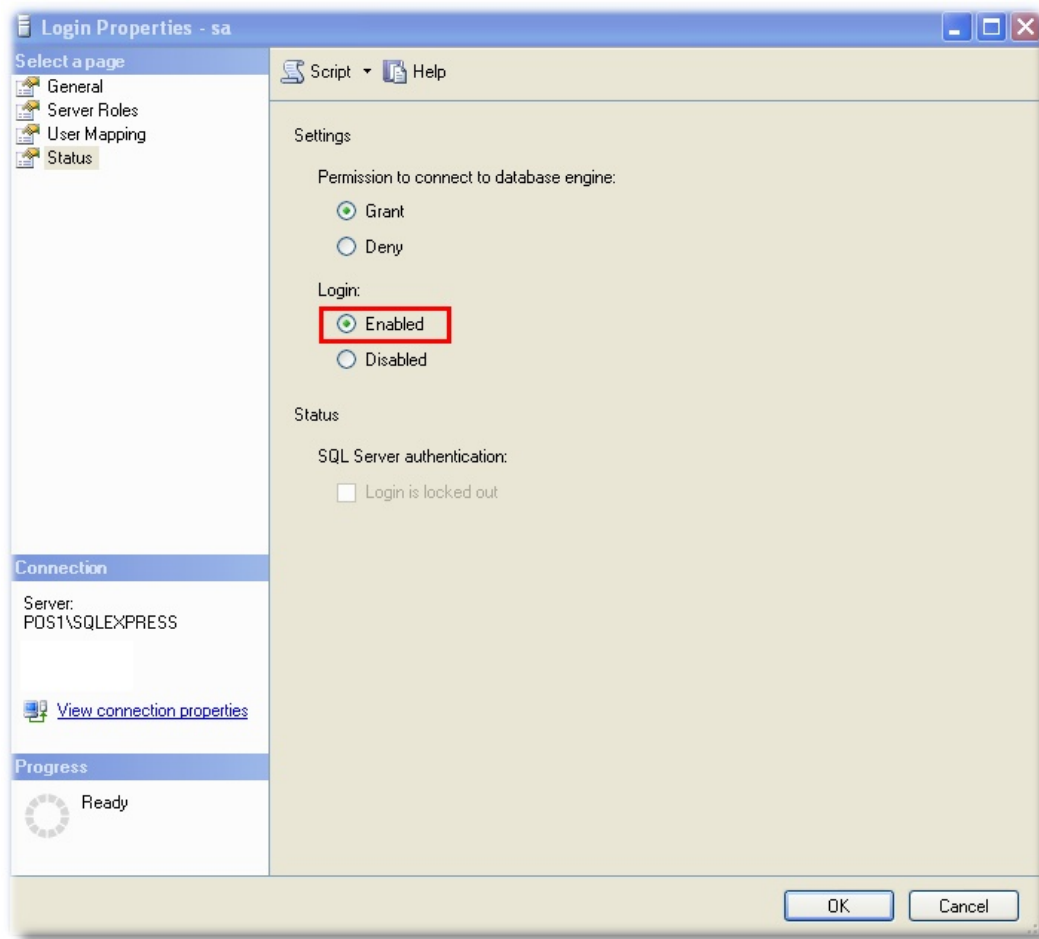 Login Properties - sa
Select a page
General
Server Roles
User Mapping
Status
Script Help
Settings
Permission to connect to database engine:
Grant
Deny
Login:
Enabled
Disabled
Status
SQL Server authentication:
Login is locked out
Connection
Server:
POS1\SQLEXPRESS
View connection properties
Progress
Ready
OK Cancel